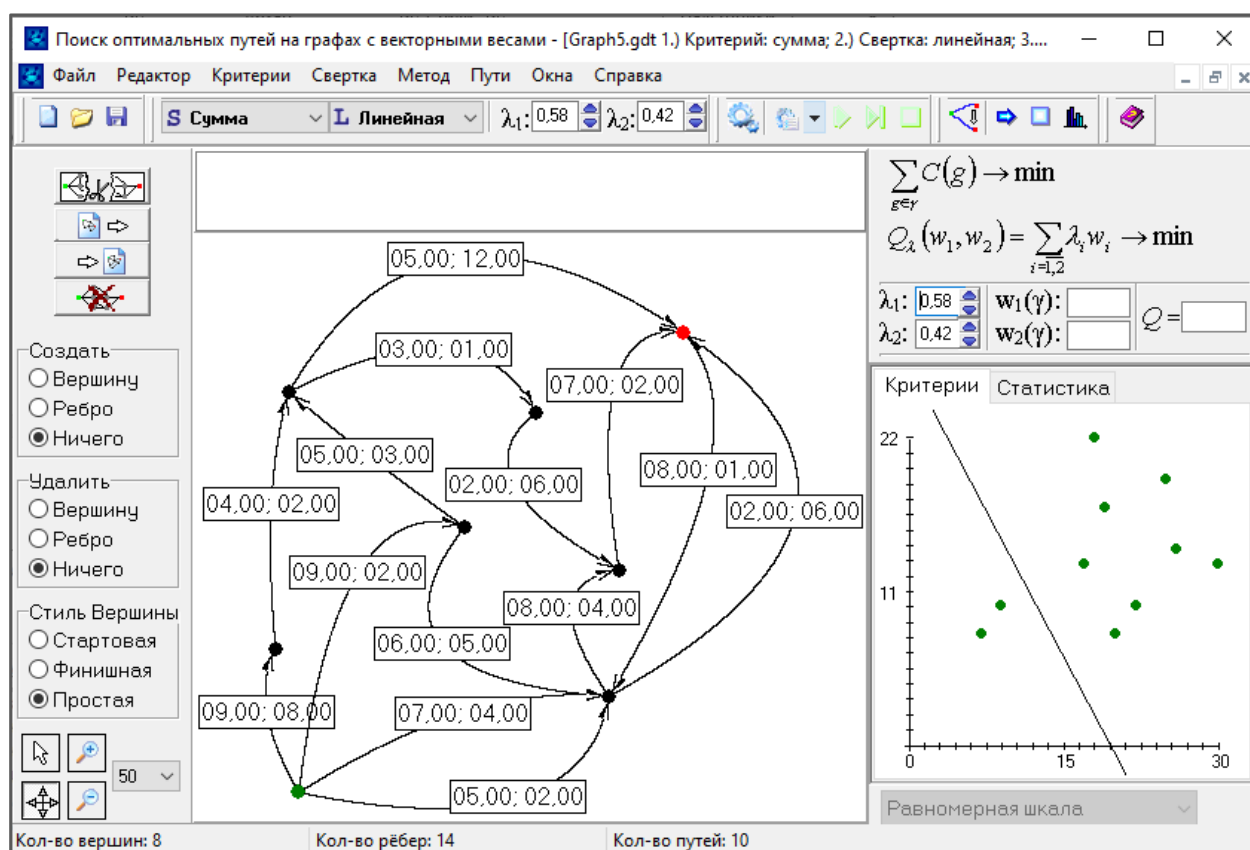 Поиск оптимальных путей на графах с векторными весами - [Graph5.gdt 1.) Критерий: сумма; 2.) Свертка: линейная; 3....
Файл Редактор Критерии Свертка Метод Пути Окна Справка
S Сумма L Линейная λ1: 0,58 λ2: 0,42
∑ C(g) → min
g∈γ
Qλ(w1, w2) = ∑ λi wi → min
i=1,2
λ1: 0,58 w1(γ):
λ2: 0,42 w2(γ):
Q =
Создать
Вершину
Ребро
Ничего
Удалить
Вершину
Ребро
Ничего
Стиль Вершины
Стартовая
Финишная
Простая
50
05,00; 12,00
03,00; 01,00
07,00; 02,00
05,00; 03,00
08,00; 01,00
02,00; 06,00
04,00; 02,00
02,00; 06,00
09,00; 02,00
08,00; 04,00
06,00; 05,00
09,00; 08,00
07,00; 04,00
05,00; 02,00
Критерии Статистика
22
11
0 15 30
Равномерная шкала
Кол-во вершин: 8 Кол-во рёбер: 14 Кол-во путей: 10